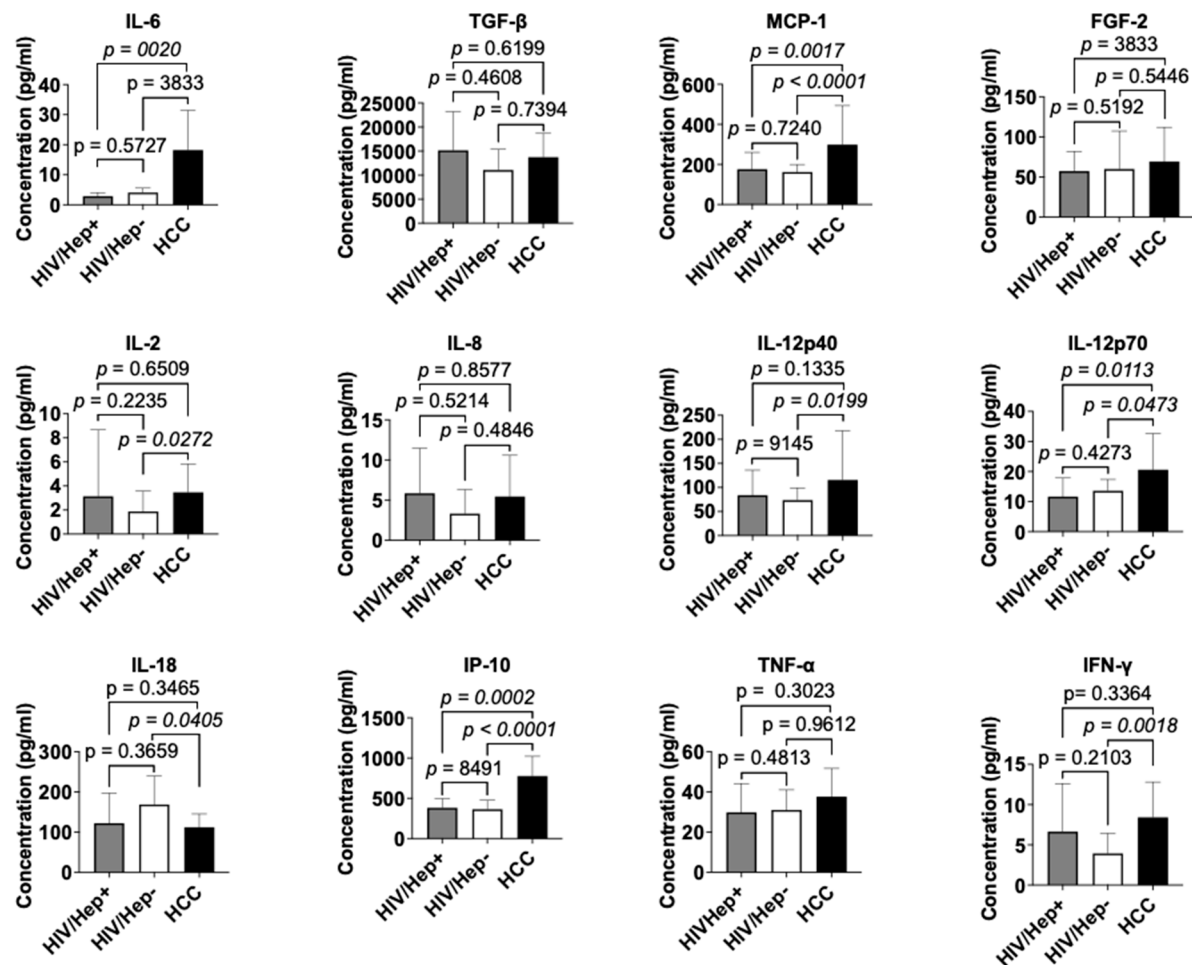 IL-6
p = 0020
p = 3833
p = 0.5727
Concentration (pg/ml)
40
30
20
10
0
HIV/Hep+
HIV/Hep-
HCC
TGF-β
p = 0.6199
p = 0.4608
p = 0.7394
Concentration (pg/ml)
25000
20000
15000
10000
5000
0
HIV/Hep+
HIV/Hep-
HCC
MCP-1
p = 0.0017
p < 0.0001
p = 0.7240
Concentration (pg/ml)
600
400
200
0
HIV/Hep+
HIV/Hep-
HCC
FGF-2
p = 3833
p = 0.5446
p = 0.5192
Concentration (pg/ml)
150
100
50
0
HIV/Hep+
HIV/Hep-
HCC
IL-2
p = 0.6509
p = 0.2235
p = 0.0272
Concentration (pg/ml)
10
8
6
4
2
0
HIV/Hep+
HIV/Hep-
HCC
IL-8
p = 0.8577
p = 0.5214
p = 0.4846
Concentration (pg/ml)
15
10
5
0
HIV/Hep+
HIV/Hep-
HCC
IL-12p40
p = 0.1335
p = 0.0199
p = 9145
Concentration (pg/ml)
250
200
150
100
50
0
HIV/Hep+
HIV/Hep-
HCC
IL-12p70
p = 0.0113
p = 0.0473
p = 0.4273
Concentration (pg/ml)
40
30
20
10
0
HIV/Hep+
HIV/Hep-
HCC
IL-18
p = 0.3465
p = 0.0405
p = 0.3659
Concentration (pg/ml)
300
200
100
0
HIV/Hep+
HIV/Hep-
HCC
IP-10
p = 0.0002
p < 0.0001
p = 8491
Concentration (pg/ml)
1500
1000
500
0
HIV/Hep+
HIV/Hep-
HCC
TNF-α
p = 0.3023
p = 0.9612
p = 0.4813
Concentration (pg/ml)
60
40
20
0
HIVHep+
HIV/Hep-
HCC
IFN-γ
p= 0.3364
p = 0.0018
p = 0.2103
Concentration (pg/ml)
15
10
5
0
HIV/Hep+
HIV/Hep-
HCC